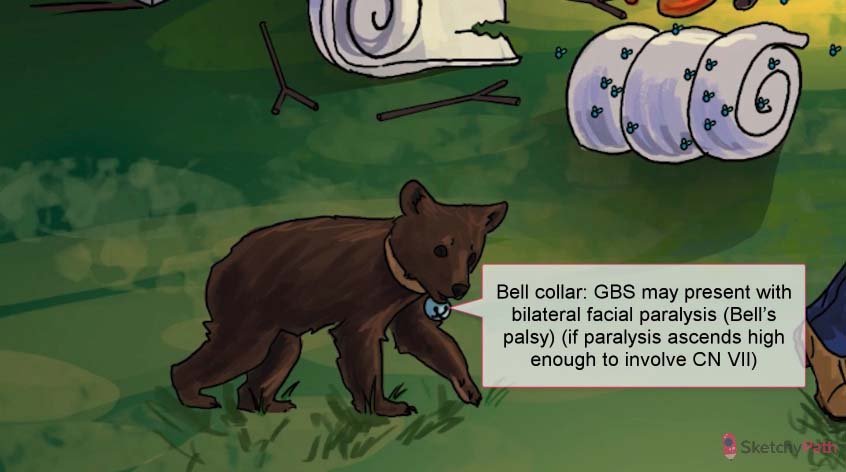 Bell collar: GBS may present with
bilateral facial paralysis (Bell’s
palsy) (if paralysis ascends high
enough to involve CN VII)
SketchyPath